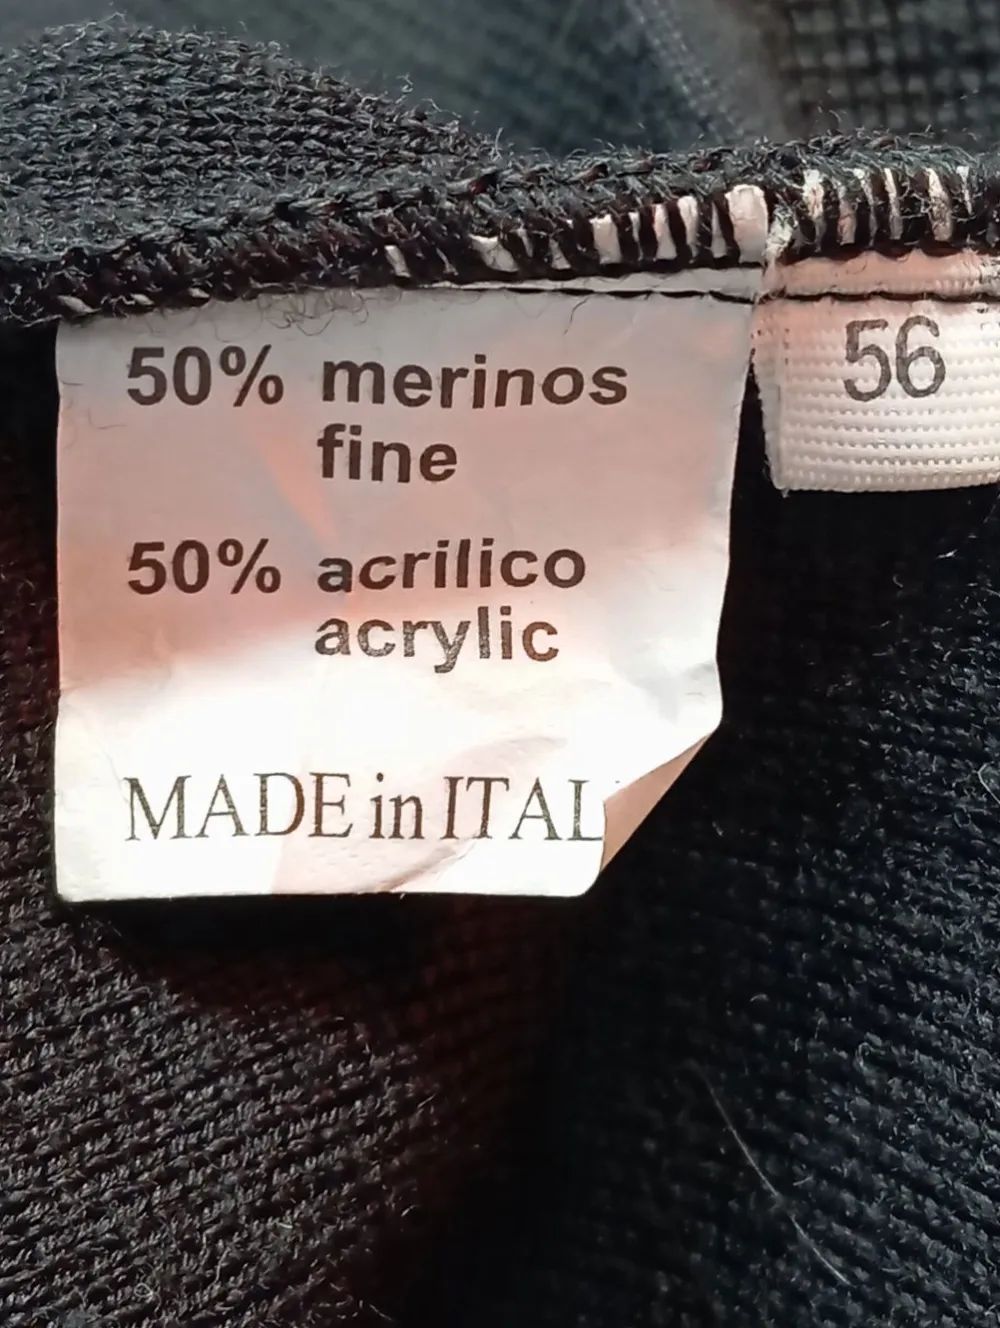 50% merinos
fine
50% acrilico
acrylic
MADE in ITAL
56